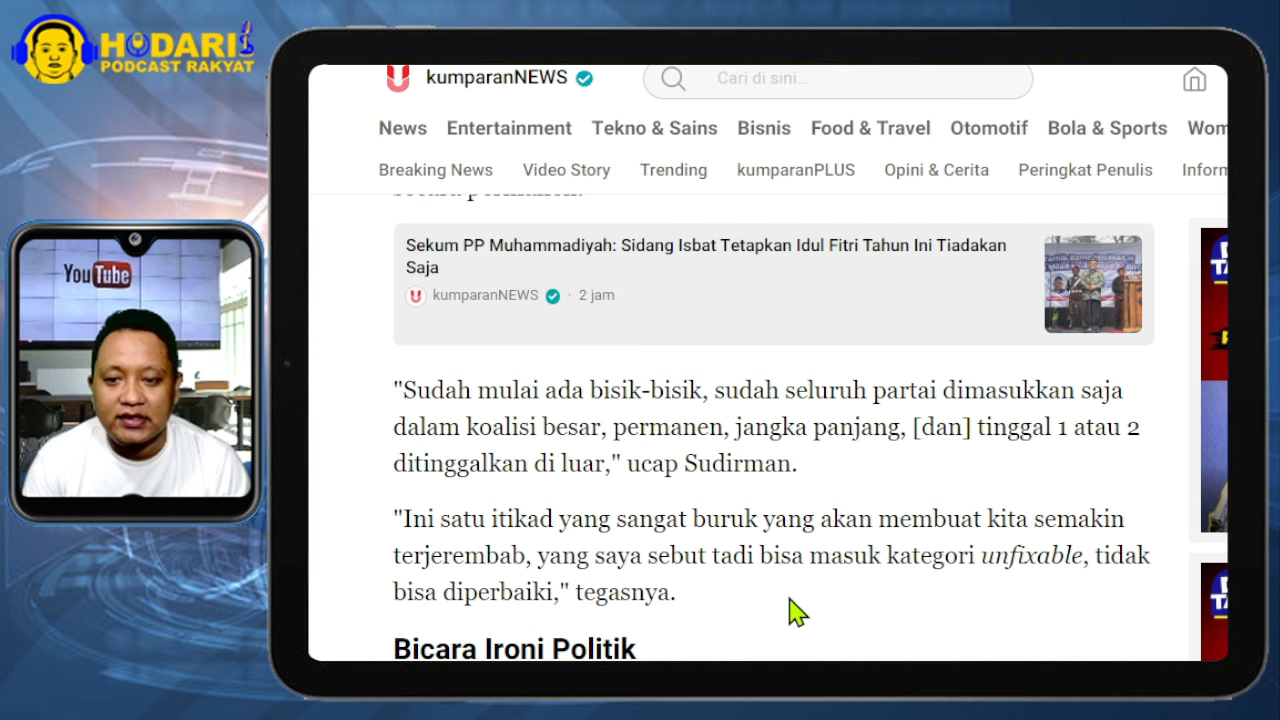 HODARI
PODCAST RAKYAT
YouTube
kumparanNEWS
Cari di sini...
News Entertainment Tekno & Sains Bisnis Food & Travel Otomotif Bola & Sports Wom
Breaking News Video Story Trending kumparanPLUS Opini & Cerita Peringkat Penulis Inform
Sekum PP Muhammadiyah: Sidang Isbat Tetapkan Idul Fitri Tahun Ini Tiadakan
Saja
kumparanNEWS · 2 jam
"Sudah mulai ada bisik-bisik, sudah seluruh partai dimasukkan saja
dalam koalisi besar, permanen, jangka panjang, [dan] tinggal 1 atau 2
ditinggalkan di luar," ucap Sudirman.
"Ini satu itikad yang sangat buruk yang akan membuat kita semakin
terjerembab, yang saya sebut tadi bisa masuk kategori unfixable, tidak
bisa diperbaiki," tegasnya.
Bicara Ironi Politik